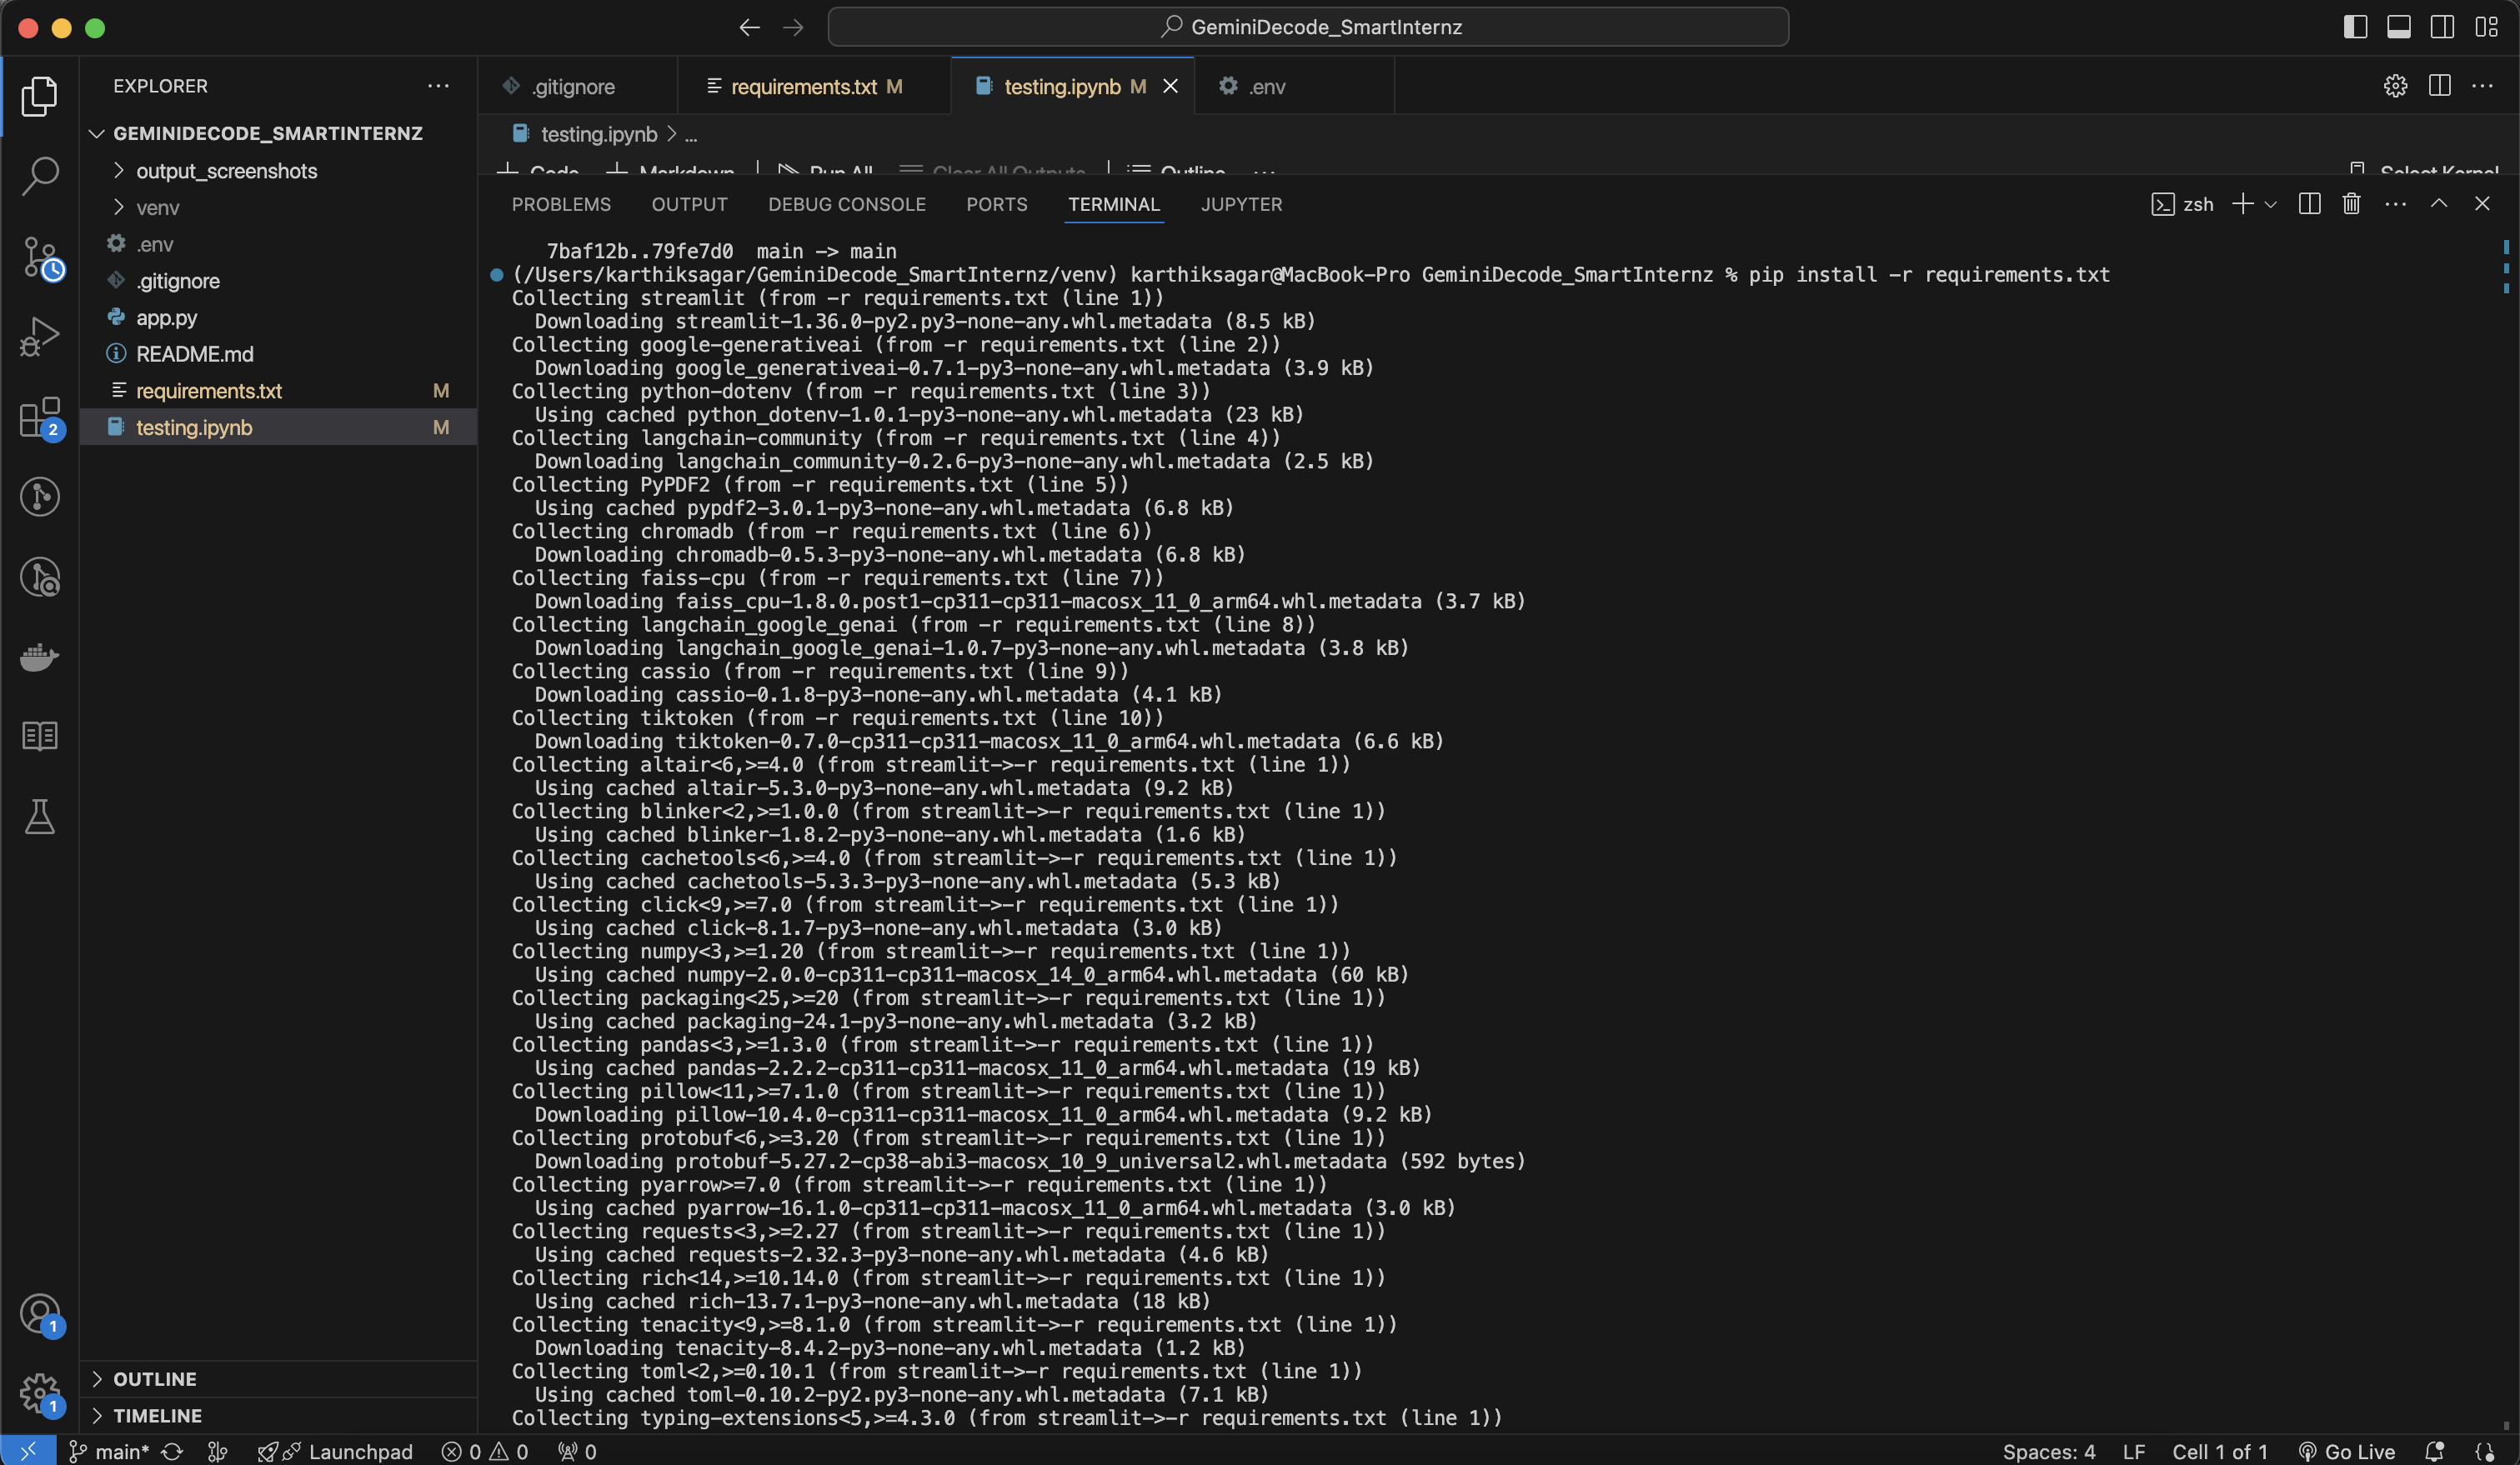 GeminiDecode_SmartInternz
EXPLORER
GEMINIDECODE_SMARTINTERNZ
output_screenshots
venv
.env
.gitignore
app.py
README.md
requirements.txt M
testing.ipynb M
OUTLINE
TIMELINE
.gitignore
requirements.txt M
testing.ipynb M
.env
testing.ipynb > ...
Code Markdown Run All Clear All Outputs Outline ... Select Kernel
PROBLEMS OUTPUT DEBUG CONSOLE PORTS TERMINAL JUPYTER
zsh
7baf12b..79fe7d0  main -> main
(/Users/karthiksagar/GeminiDecode_SmartInternz/venv) karthiksagar@MacBook-Pro GeminiDecode_SmartInternz % pip install -r requirements.txt
Collecting streamlit (from -r requirements.txt (line 1))
Downloading streamlit-1.36.0-py2.py3-none-any.whl.metadata (8.5 kB)
Collecting google-generativeai (from -r requirements.txt (line 2))
Downloading google_generativeai-0.7.1-py3-none-any.whl.metadata (3.9 kB)
Collecting python-dotenv (from -r requirements.txt (line 3))
Using cached python_dotenv-1.0.1-py3-none-any.whl.metadata (23 kB)
Collecting langchain-community (from -r requirements.txt (line 4))
Downloading langchain_community-0.2.6-py3-none-any.whl.metadata (2.5 kB)
Collecting PyPDF2 (from -r requirements.txt (line 5))
Using cached pypdf2-3.0.1-py3-none-any.whl.metadata (6.8 kB)
Collecting chromadb (from -r requirements.txt (line 6))
Downloading chromadb-0.5.3-py3-none-any.whl.metadata (6.8 kB)
Collecting faiss-cpu (from -r requirements.txt (line 7))
Downloading faiss_cpu-1.8.0.post1-cp311-cp311-macosx_11_0_arm64.whl.metadata (3.7 kB)
Collecting langchain_google_genai (from -r requirements.txt (line 8))
Downloading langchain_google_genai-1.0.7-py3-none-any.whl.metadata (3.8 kB)
Collecting cassio (from -r requirements.txt (line 9))
Downloading cassio-0.1.8-py3-none-any.whl.metadata (4.1 kB)
Collecting tiktoken (from -r requirements.txt (line 10))
Downloading tiktoken-0.7.0-cp311-cp311-macosx_11_0_arm64.whl.metadata (6.6 kB)
Collecting altair<6,>=4.0 (from streamlit->-r requirements.txt (line 1))
Using cached altair-5.3.0-py3-none-any.whl.metadata (9.2 kB)
Collecting blinker<2,>=1.0.0 (from streamlit->-r requirements.txt (line 1))
Using cached blinker-1.8.2-py3-none-any.whl.metadata (1.6 kB)
Collecting cachetools<6,>=4.0 (from streamlit->-r requirements.txt (line 1))
Using cached cachetools-5.3.3-py3-none-any.whl.metadata (5.3 kB)
Collecting click<9,>=7.0 (from streamlit->-r requirements.txt (line 1))
Using cached click-8.1.7-py3-none-any.whl.metadata (3.0 kB)
Collecting numpy<3,>=1.20 (from streamlit->-r requirements.txt (line 1))
Using cached numpy-2.0.0-cp311-cp311-macosx_14_0_arm64.whl.metadata (60 kB)
Collecting packaging<25,>=20 (from streamlit->-r requirements.txt (line 1))
Using cached packaging-24.1-py3-none-any.whl.metadata (3.2 kB)
Collecting pandas<3,>=1.3.0 (from streamlit->-r requirements.txt (line 1))
Using cached pandas-2.2.2-cp311-cp311-macosx_11_0_arm64.whl.metadata (19 kB)
Collecting pillow<11,>=7.1.0 (from streamlit->-r requirements.txt (line 1))
Downloading pillow-10.4.0-cp311-cp311-macosx_11_0_arm64.whl.metadata (9.2 kB)
Collecting protobuf<6,>=3.20 (from streamlit->-r requirements.txt (line 1))
Downloading protobuf-5.27.2-cp38-abi3-macosx_10_9_universal2.whl.metadata (592 bytes)
Collecting pyarrow>=7.0 (from streamlit->-r requirements.txt (line 1))
Using cached pyarrow-16.1.0-cp311-cp311-macosx_11_0_arm64.whl.metadata (3.0 kB)
Collecting requests<3,>=2.27 (from streamlit->-r requirements.txt (line 1))
Using cached requests-2.32.3-py3-none-any.whl.metadata (4.6 kB)
Collecting rich<14,>=10.14.0 (from streamlit->-r requirements.txt (line 1))
Using cached rich-13.7.1-py3-none-any.whl.metadata (18 kB)
Collecting tenacity<9,>=8.1.0 (from streamlit->-r requirements.txt (line 1))
Downloading tenacity-8.4.2-py3-none-any.whl.metadata (1.2 kB)
Collecting toml<2,>=0.10.1 (from streamlit->-r requirements.txt (line 1))
Using cached toml-0.10.2-py2.py3-none-any.whl.metadata (7.1 kB)
Collecting typing-extensions<5,>=4.3.0 (from streamlit->-r requirements.txt (line 1))
2
1
1
main* Launchpad 0 0 0 Spaces: 4 LF Cell 1 of 1 Go Live